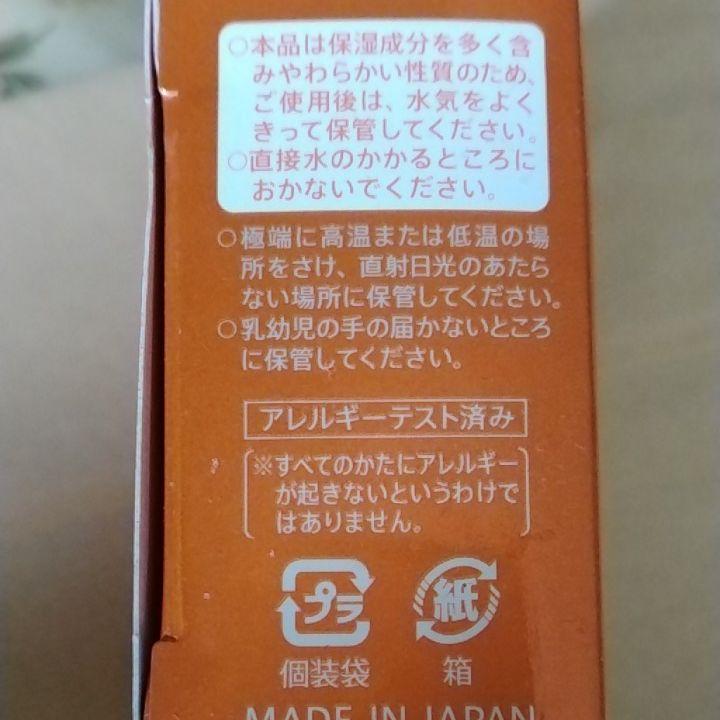 ○本品は保湿成分を多く含
みやわらかい性質のため、
ご使用後は、水気をよく
きって保管してください。
○直接水のかかるところに
おかないでください。
○極端に高温または低温の場
所をさけ、直射日光のあたら
ない場所に保管してください。
○乳幼児の手の届かないところ
に保管してください。
アレルギーテスト済み
※すべてのかたにアレルギー
が起きないというわけで
はありません。
プラ 紙
個装袋 箱
MADE IN JAPAN